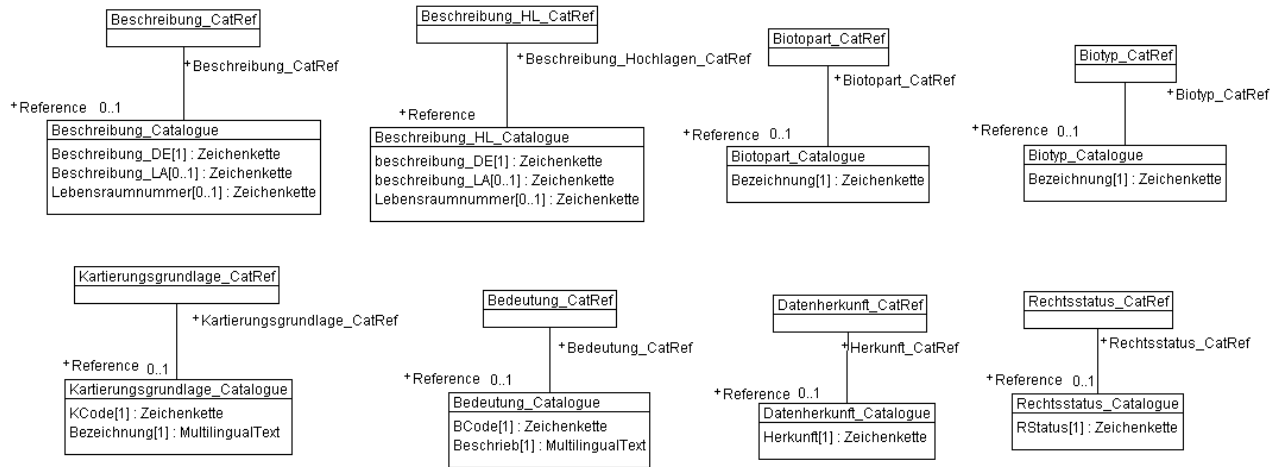 Beschreibung_CatRef
+Beschreibung_CatRef
+Reference 0..1
Beschreibung_Catalogue
Beschreibung_DE[1] : Zeichenkette
Beschreibung_LA[0..1] : Zeichenkette
Lebensraumnummer[0..1] : Zeichenkette
Beschreibung_HL_CatRef
+Beschreibung_Hochlagen_CatRef
+Reference
Beschreibung_HL_Catalogue
beschreibung_DE[1] : Zeichenkette
beschreibung_LA[0..1] : Zeichenkette
Lebensraumnummer[0..1] : Zeichenkette
Biotopart_CatRef
+Biotopart_CatRef
+Reference 0..1
Biotopart_Catalogue
Bezeichnung[1] : Zeichenkette
Biotyp_CatRef
+Biotyp_CatRef
+Reference 0..1
Biotyp_Catalogue
Bezeichnung[1] : Zeichenkette
Kartierungsgrundlage_CatRef
+Kartierungsgrundlage_CatRef
+Reference 0..1
Kartierungsgrundlage_Catalogue
KCode[1] : Zeichenkette
Bezeichnung[1] : MultilingualText
Bedeutung_CatRef
+Bedeutung_CatRef
+Reference 0..1
Bedeutung_Catalogue
BCode[1] : Zeichenkette
Beschrieb[1] : MultilingualText
Datenherkunft_CatRef
+Herkunft_CatRef
+Reference 0..1
Datenherkunft_Catalogue
Herkunft[1] : Zeichenkette
Rechtsstatus_CatRef
+Rechtsstatus_CatRef
+Reference 0..1
Rechtsstatus_Catalogue
RStatus[1] : Zeichenkette